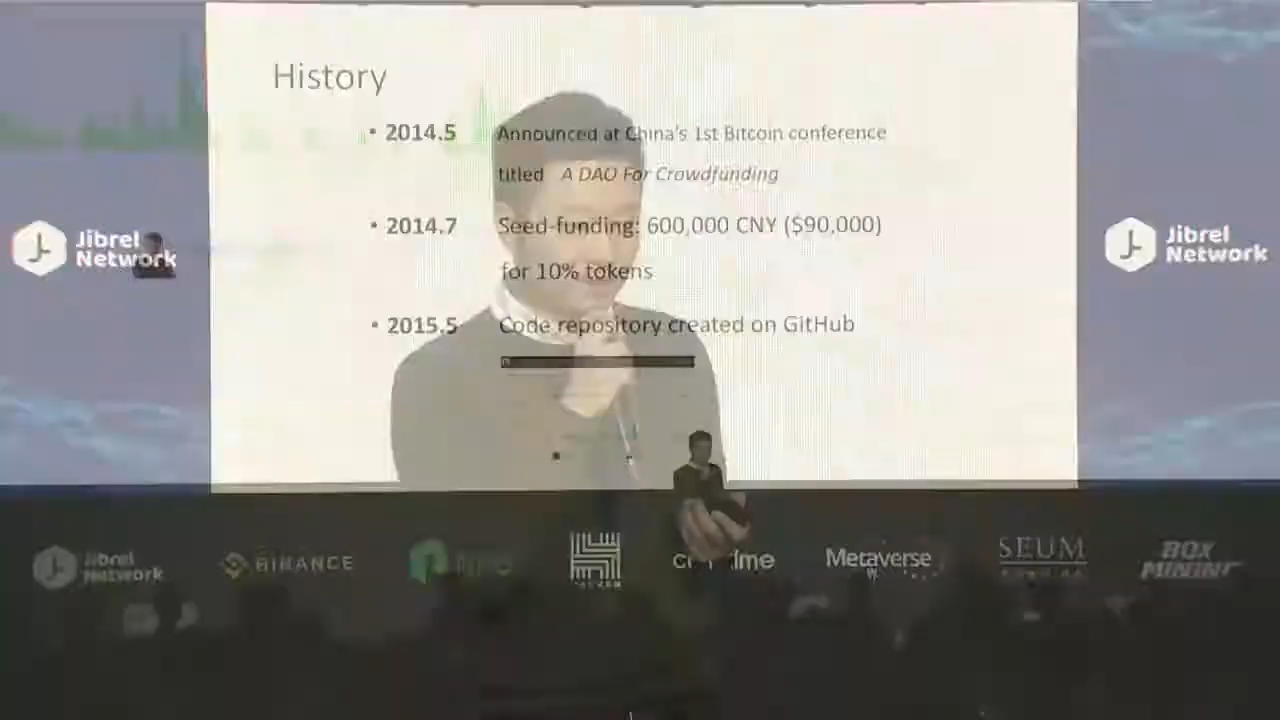 History
• 2014.5 Announced at China's 1st Bitcoin conference
titled A DAO For Crowdfunding
• 2014.7 Seed-funding: 600,000 CNY ($90,000)
for 10% tokens
• 2015.5 Code repository created on GitHub
Jibrel
Network
Jibrel
Network
Jibrel
Network
BINANCE
Metaverse
SEUM
BOX
MINING